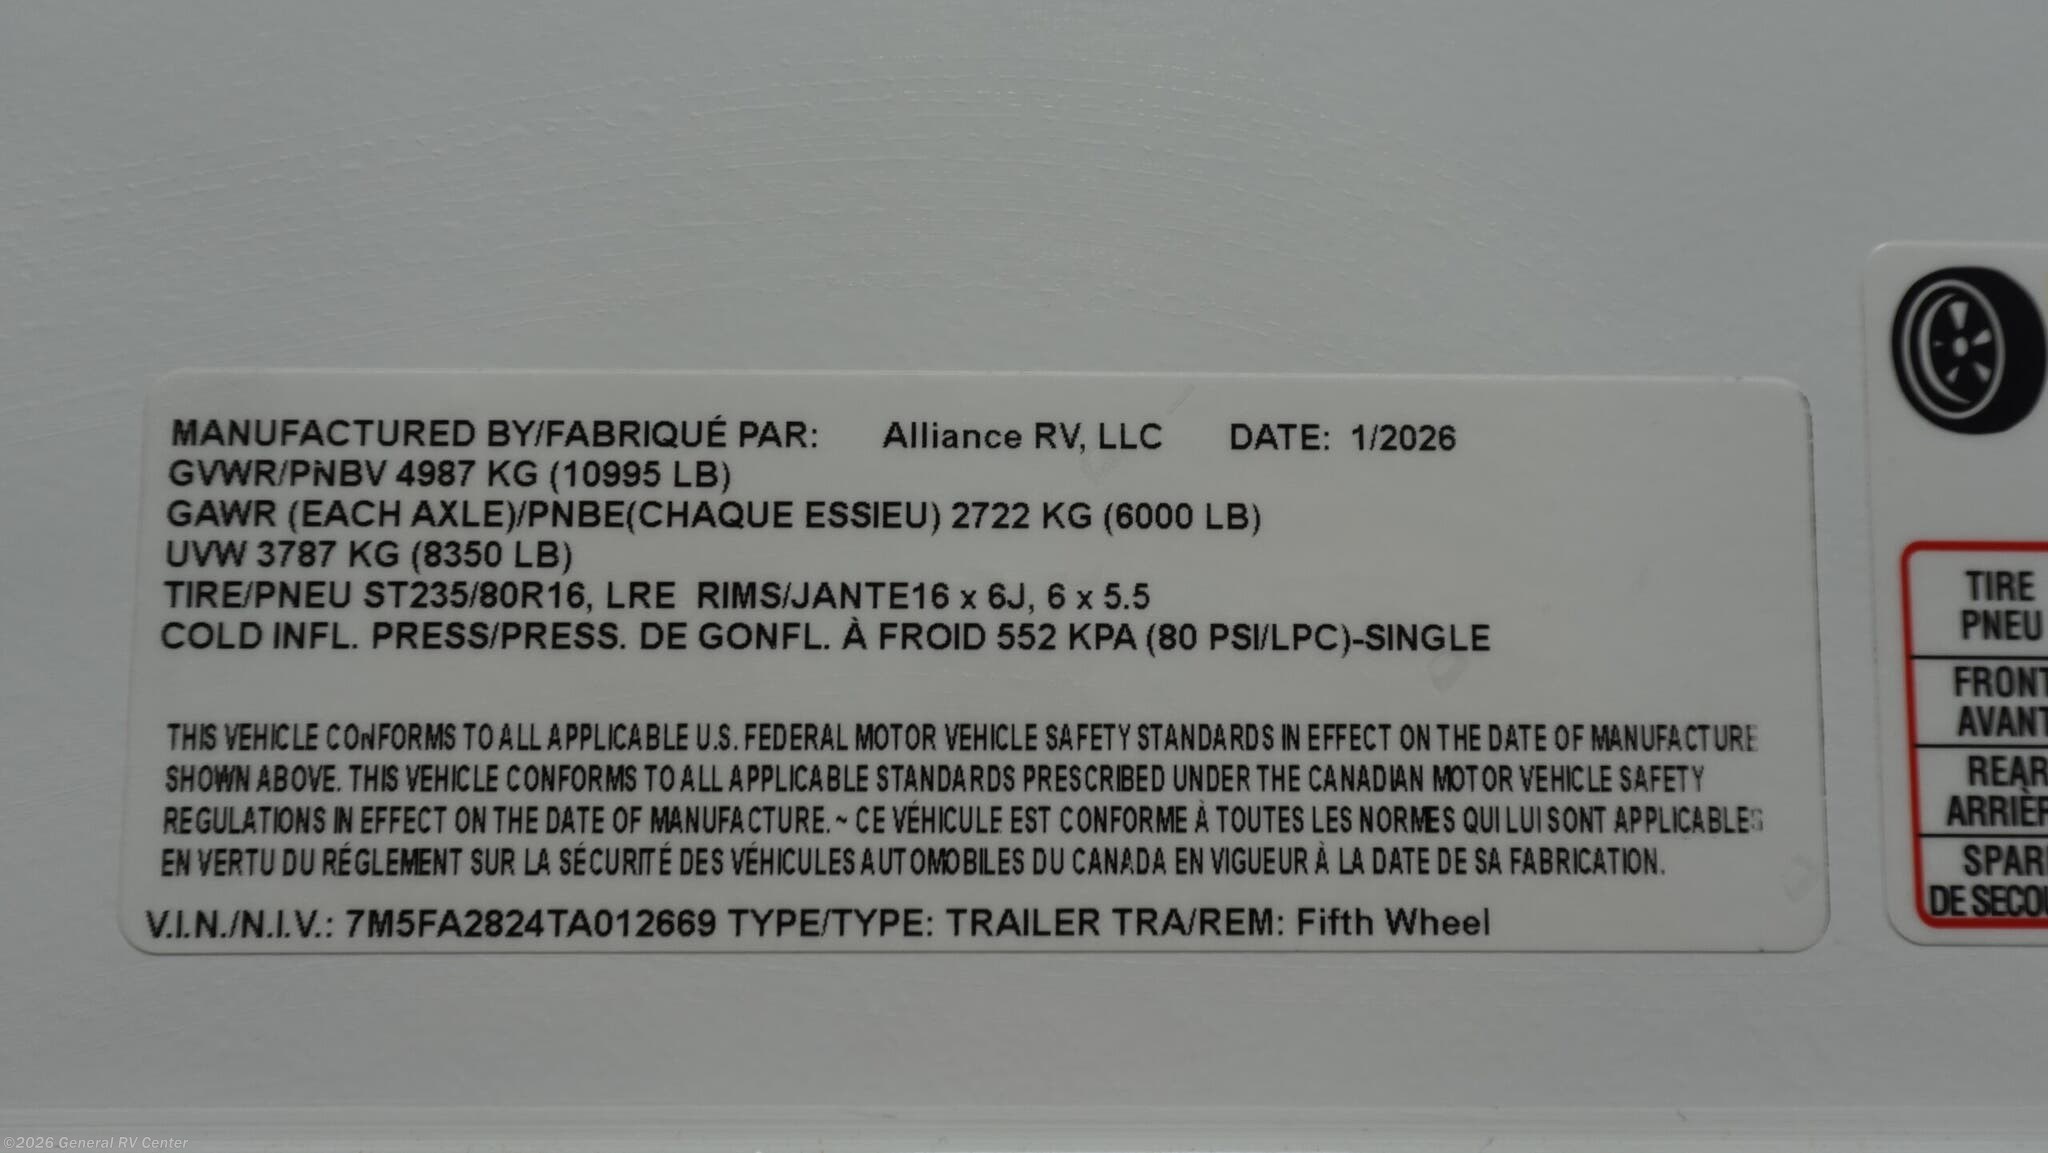 MANUFACTURED BY/FABRIQUÉ PAR: Alliance RV, LLC DATE: 1/2026
GVWR/PNBV 4987 KG (10995 LB)
GAWR (EACH AXLE)/PNBE(CHAQUE ESSIEU) 2722 KG (6000 LB)
UVW 3787 KG (8350 LB)
TIRE/PNEU ST235/80R16, LRE RIMS/JANTE16 x 6J, 6 x 5.5
COLD INFL. PRESS/PRESS. DE GONFL. À FROID 552 KPA (80 PSI/LPC)-SINGLE
THIS VEHICLE CONFORMS TO ALL APPLICABLE U.S. FEDERAL MOTOR VEHICLE SAFETY STANDARDS IN EFFECT ON THE DATE OF MANUFACTURE
SHOWN ABOVE. THIS VEHICLE CONFORMS TO ALL APPLICABLE STANDARDS PRESCRIBED UNDER THE CANADIAN MOTOR VEHICLE SAFETY
REGULATIONS IN EFFECT ON THE DATE OF MANUFACTURE. ~ CE VÉHICULE EST CONFORME À TOUTES LES NORMES QUI LUI SONT APPLICABLES
EN VERTU DU RÉGLEMENT SUR LA SÉCURITÉ DES VÉHICULES AUTOMOBILES DU CANADA EN VIGUEUR À LA DATE DE SA FABRICATION.
V.I.N./N.I.V.: 7M5FA2824TA012669 TYPE/TYPE: TRAILER TRA/REM: Fifth Wheel
TIRE
PNEU
FRONT
AVANT
REAR
DE
©2026 General RV Center